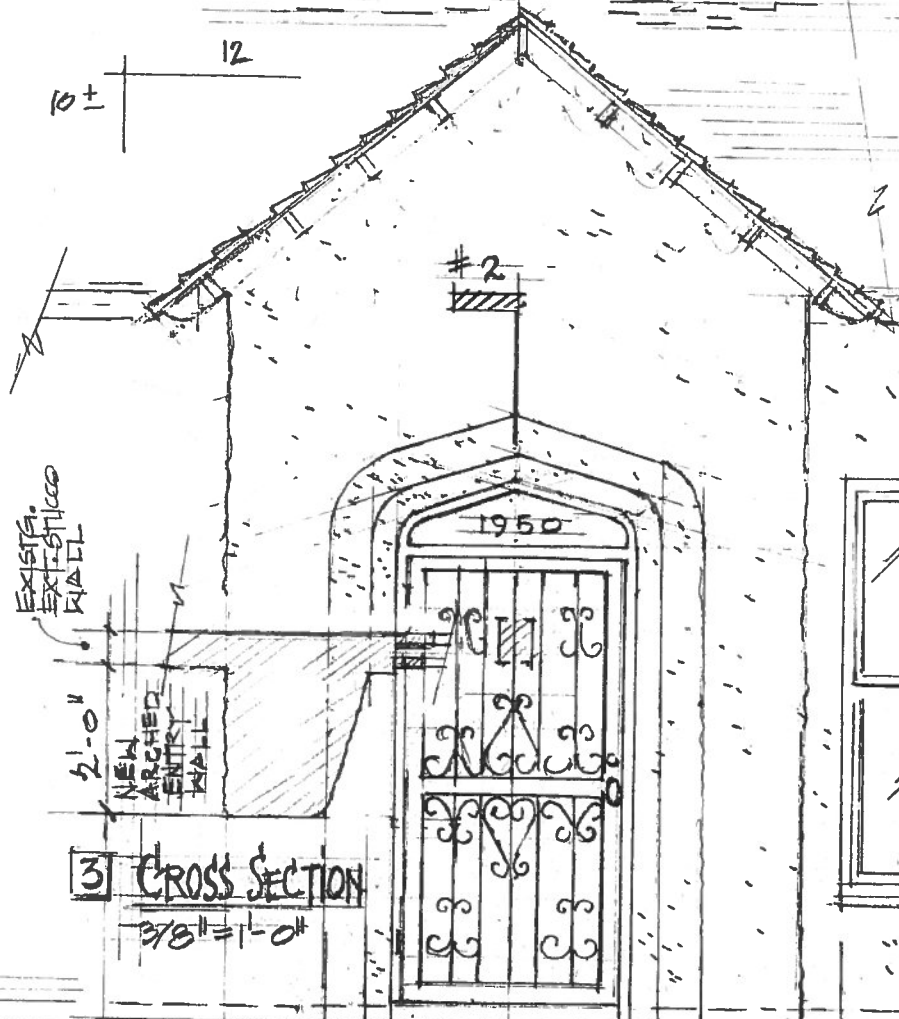 12
10 ±
# 2
1950
EXIST'G.
EXT. STUCCO
WALL
2'-0"
NEW
ARCHED
ENTRY
WALL
3 CROSS SECTION
3/8" = 1'-0"